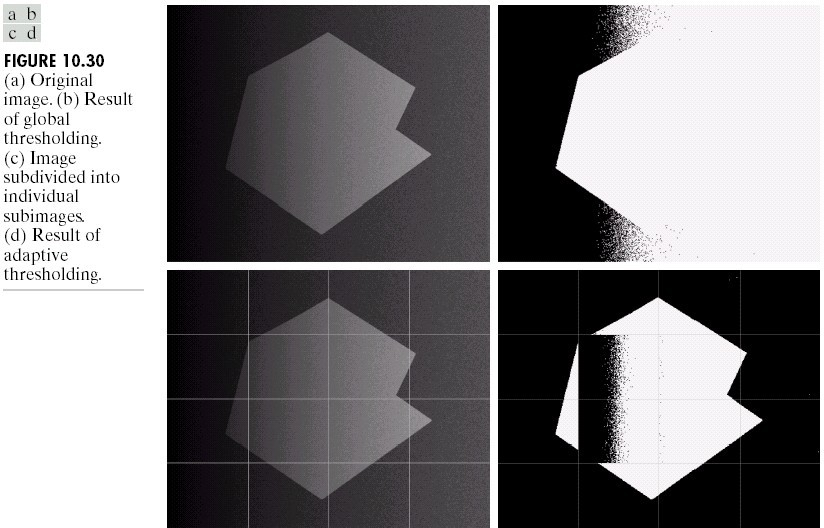 a b
c d
FIGURE 10.30
(a) Original
image. (b) Result
of global
thresholding.
(c) Image
subdivided into
individual
subimages.
(d) Result of
adaptive
thresholding.